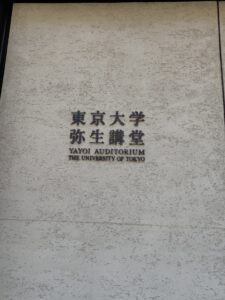 東京大学
弥生講堂
YAYOI AUDITORIUM
THE UNIVERSITY OF TOKYO